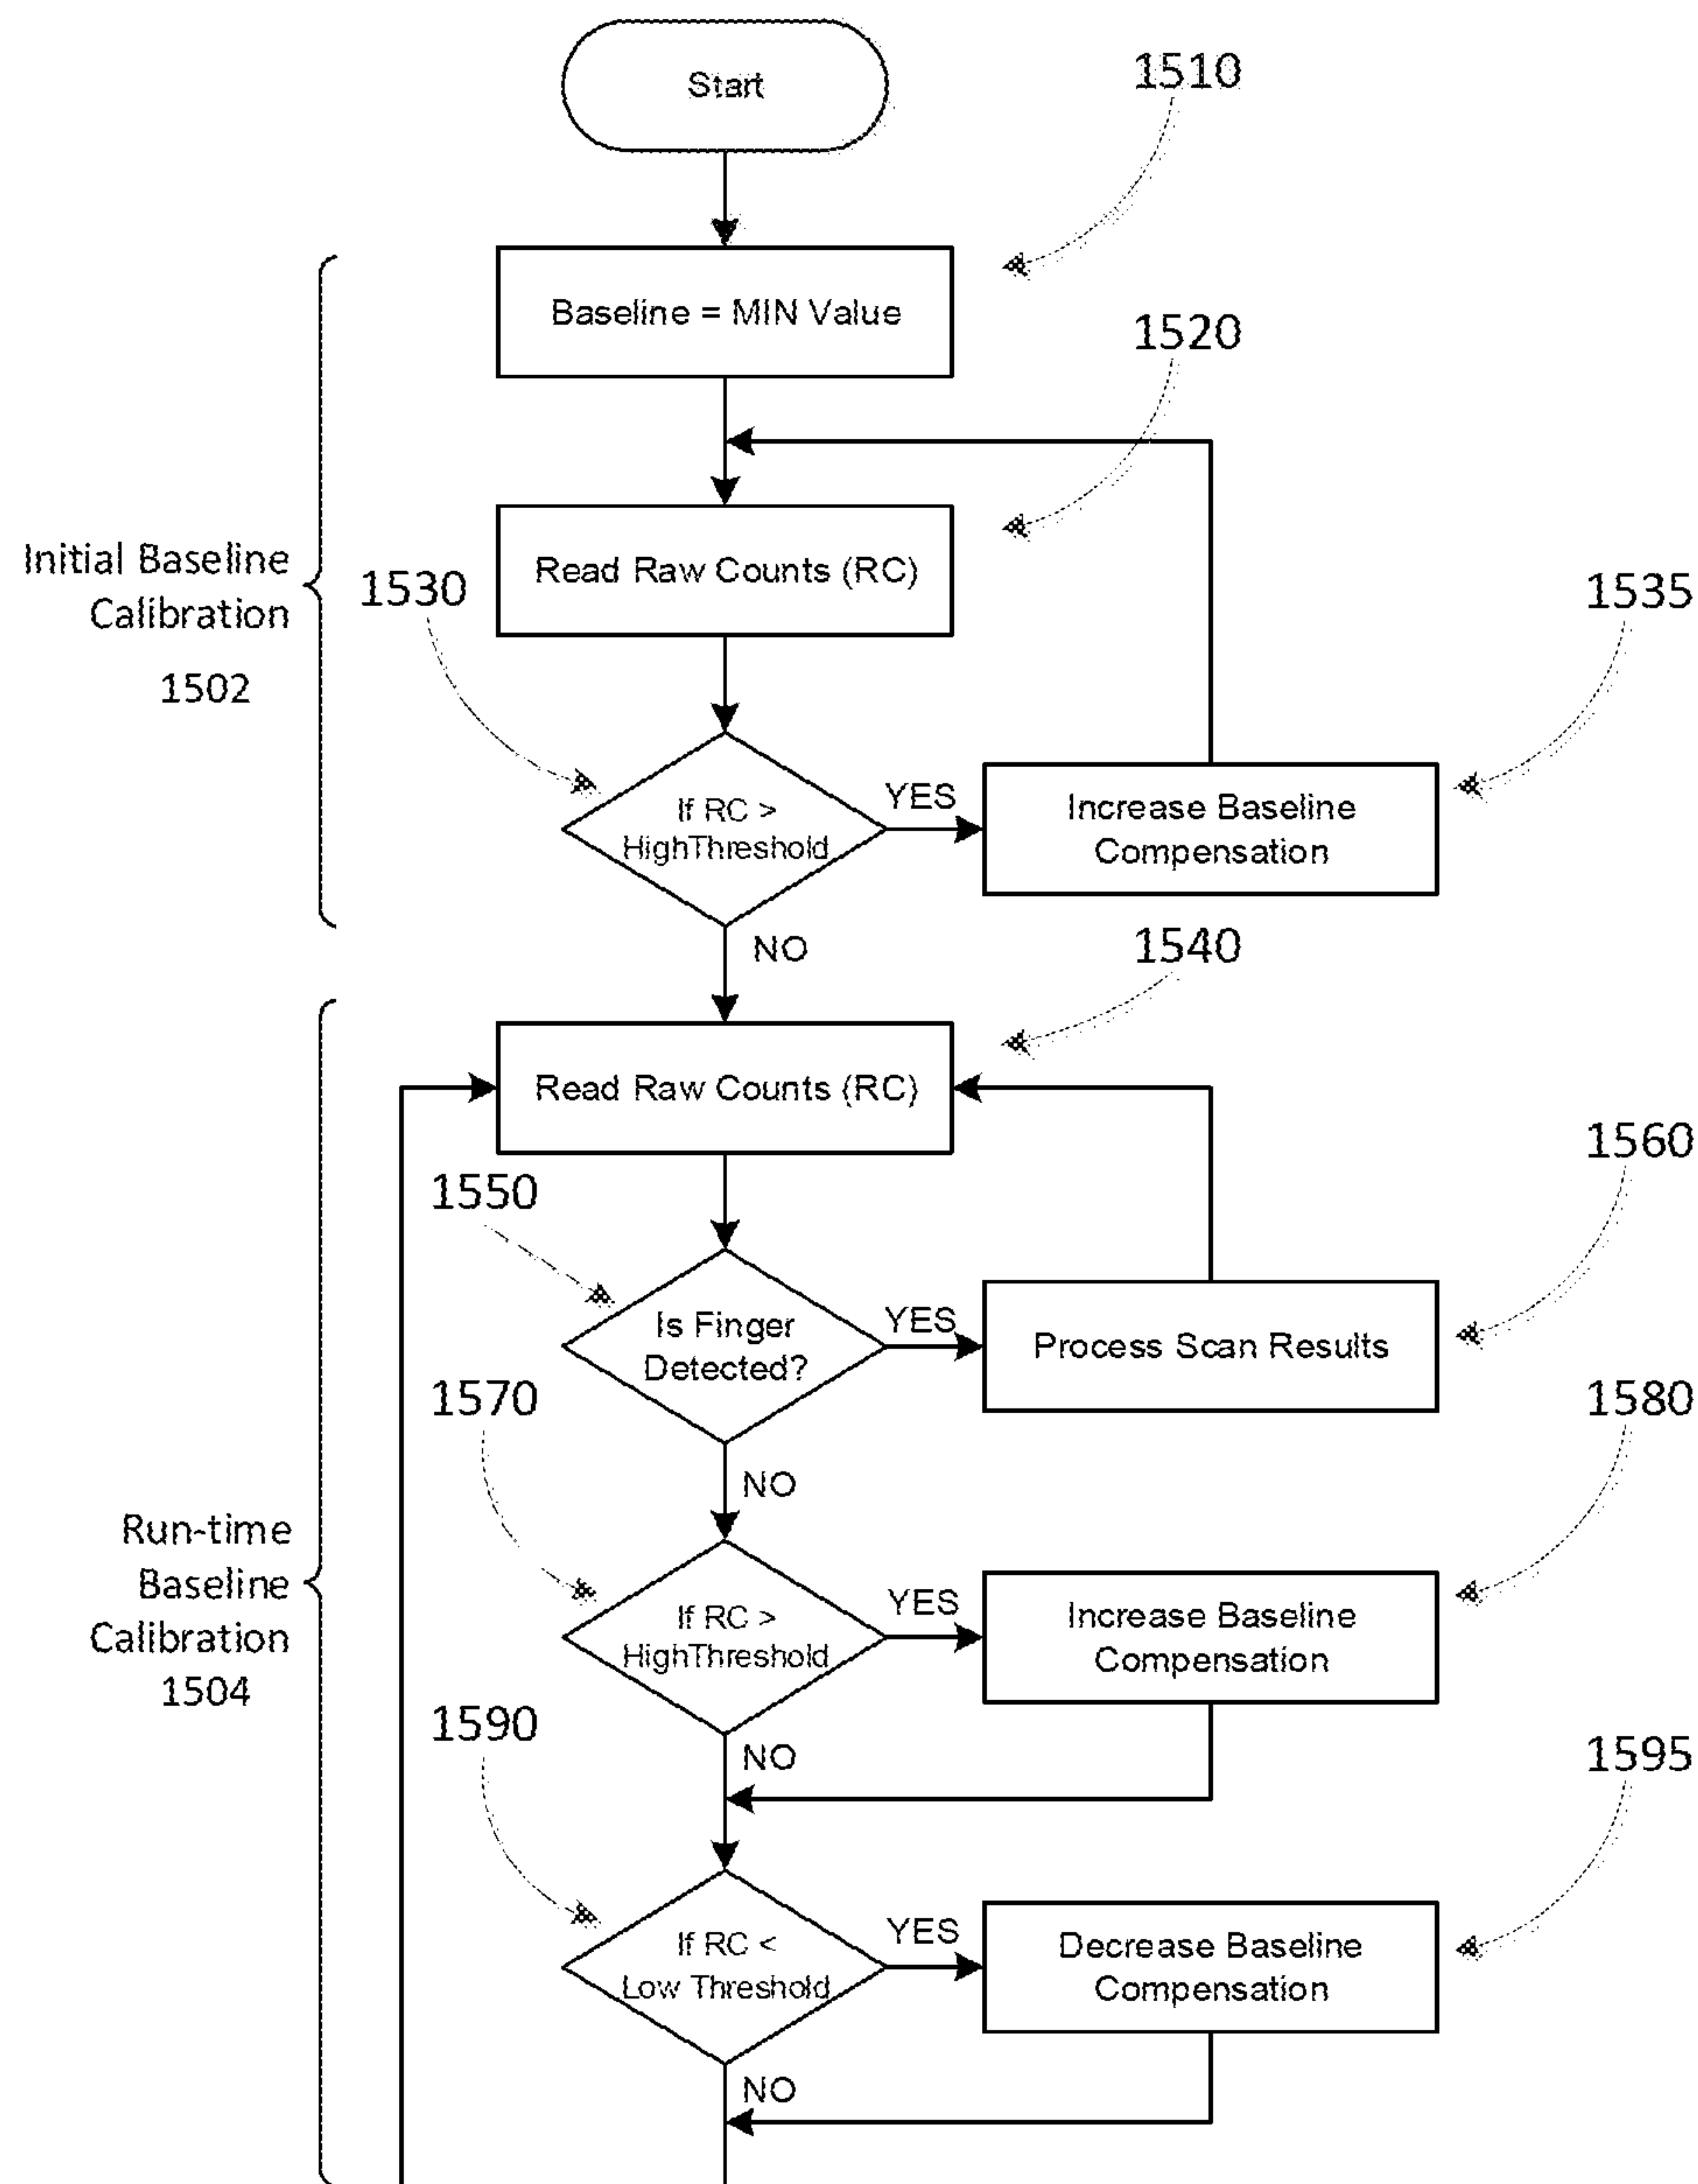 Start
1510
Baseline = MIN Value
1520
Initial Baseline
Calibration
1502
Read Raw Counts (RC)
1530
1535
If RC >
HighThreshold
YES
Increase Baseline
Compensation
NO
1540
Read Raw Counts (RC)
1550
1560
Is Finger
Detected?
YES
Process Scan Results
1570
1580
NO
Run-time
Baseline
Calibration
1504
If RC >
HighThreshold
YES
Increase Baseline
Compensation
1590
NO
1595
If RC <
Low Threshold
YES
Decrease Baseline
Compensation
NO